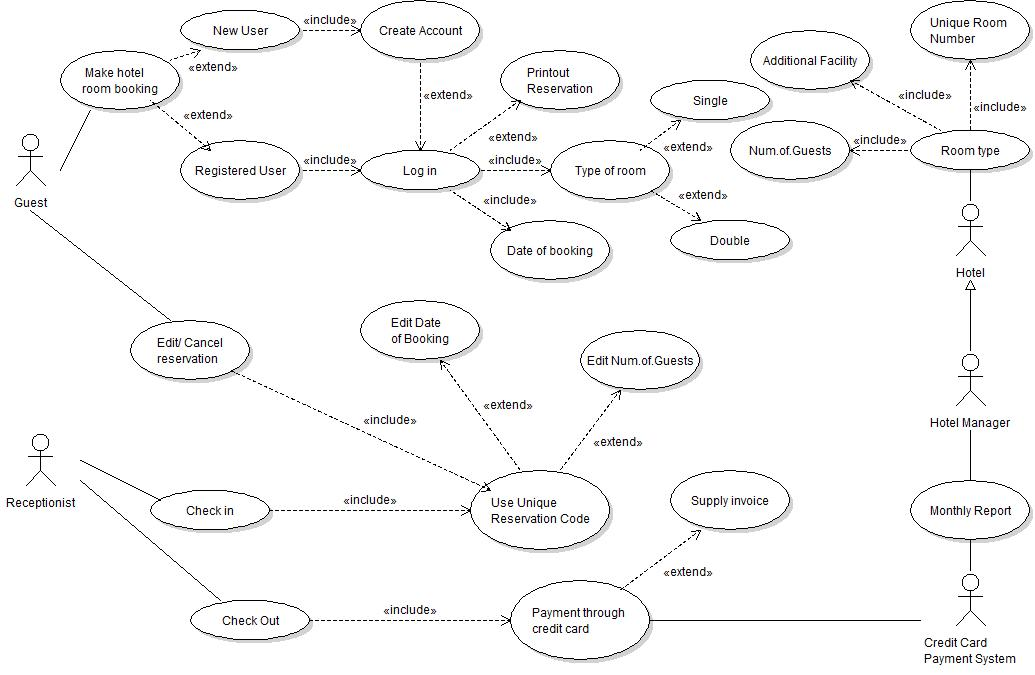 New User
«include»
Create Account
Unique Room
Number
Make hotel
room booking
«extend»
Additional Facility
Printout
Reservation
«extend»
«include»
Single
«include»
«extend»
«extend»
«include»
«extend»
Num.of.Guests
Room type
Guest
Registered User
«include»
Log in
«include»
Type of room
«include»
«extend»
Date of booking
Double
Hotel
Edit/ Cancel
reservation
Edit Date
of Booking
Edit Num.of.Guests
«extend»
«include»
Hotel Manager
«extend»
Receptionist
Check in
«include»
Use Unique
Reservation Code
Supply invoice
Monthly Report
«extend»
Check Out
«include»
Payment through
credit card
Credit Card
Payment System